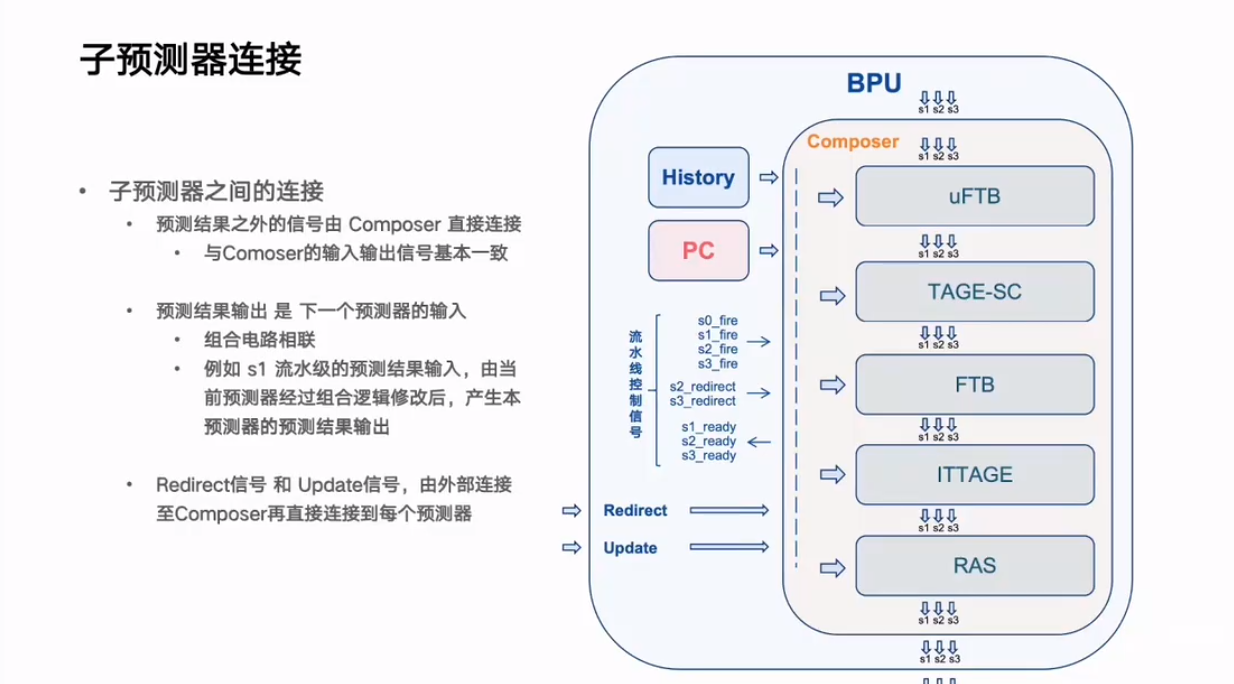 子预测器连接
• 子预测器之间的连接
• 预测结果之外的信号由 Composer 直接连接
• 与Comoser的输入输出信号基本一致
• 预测结果输出 是 下一个预测器的输入
• 组合电路相联
• 例如 s1 流水级的预测结果输入，由当
前预测器经过组合逻辑修改后，产生本
预测器的预测结果输出
• Redirect信号 和 Update信号，由外部连接
至Composer再直接连接到每个预测器
BPU
s1 s2 s3
Composer
s1 s2 s3
History
PC
流水线控制信号
s0_fire
s1_fire
s2_fire
s3_fire
s2_redirect
s3_redirect
s1_ready
s2_ready
s3_ready
Redirect
Update
uFTB
s1 s2 s3
TAGE-SC
s1 s2 s3
FTB
s1 s2 s3
ITTAGE
s1 s2 s3
RAS
s1 s2 s3
s1 s2 s3